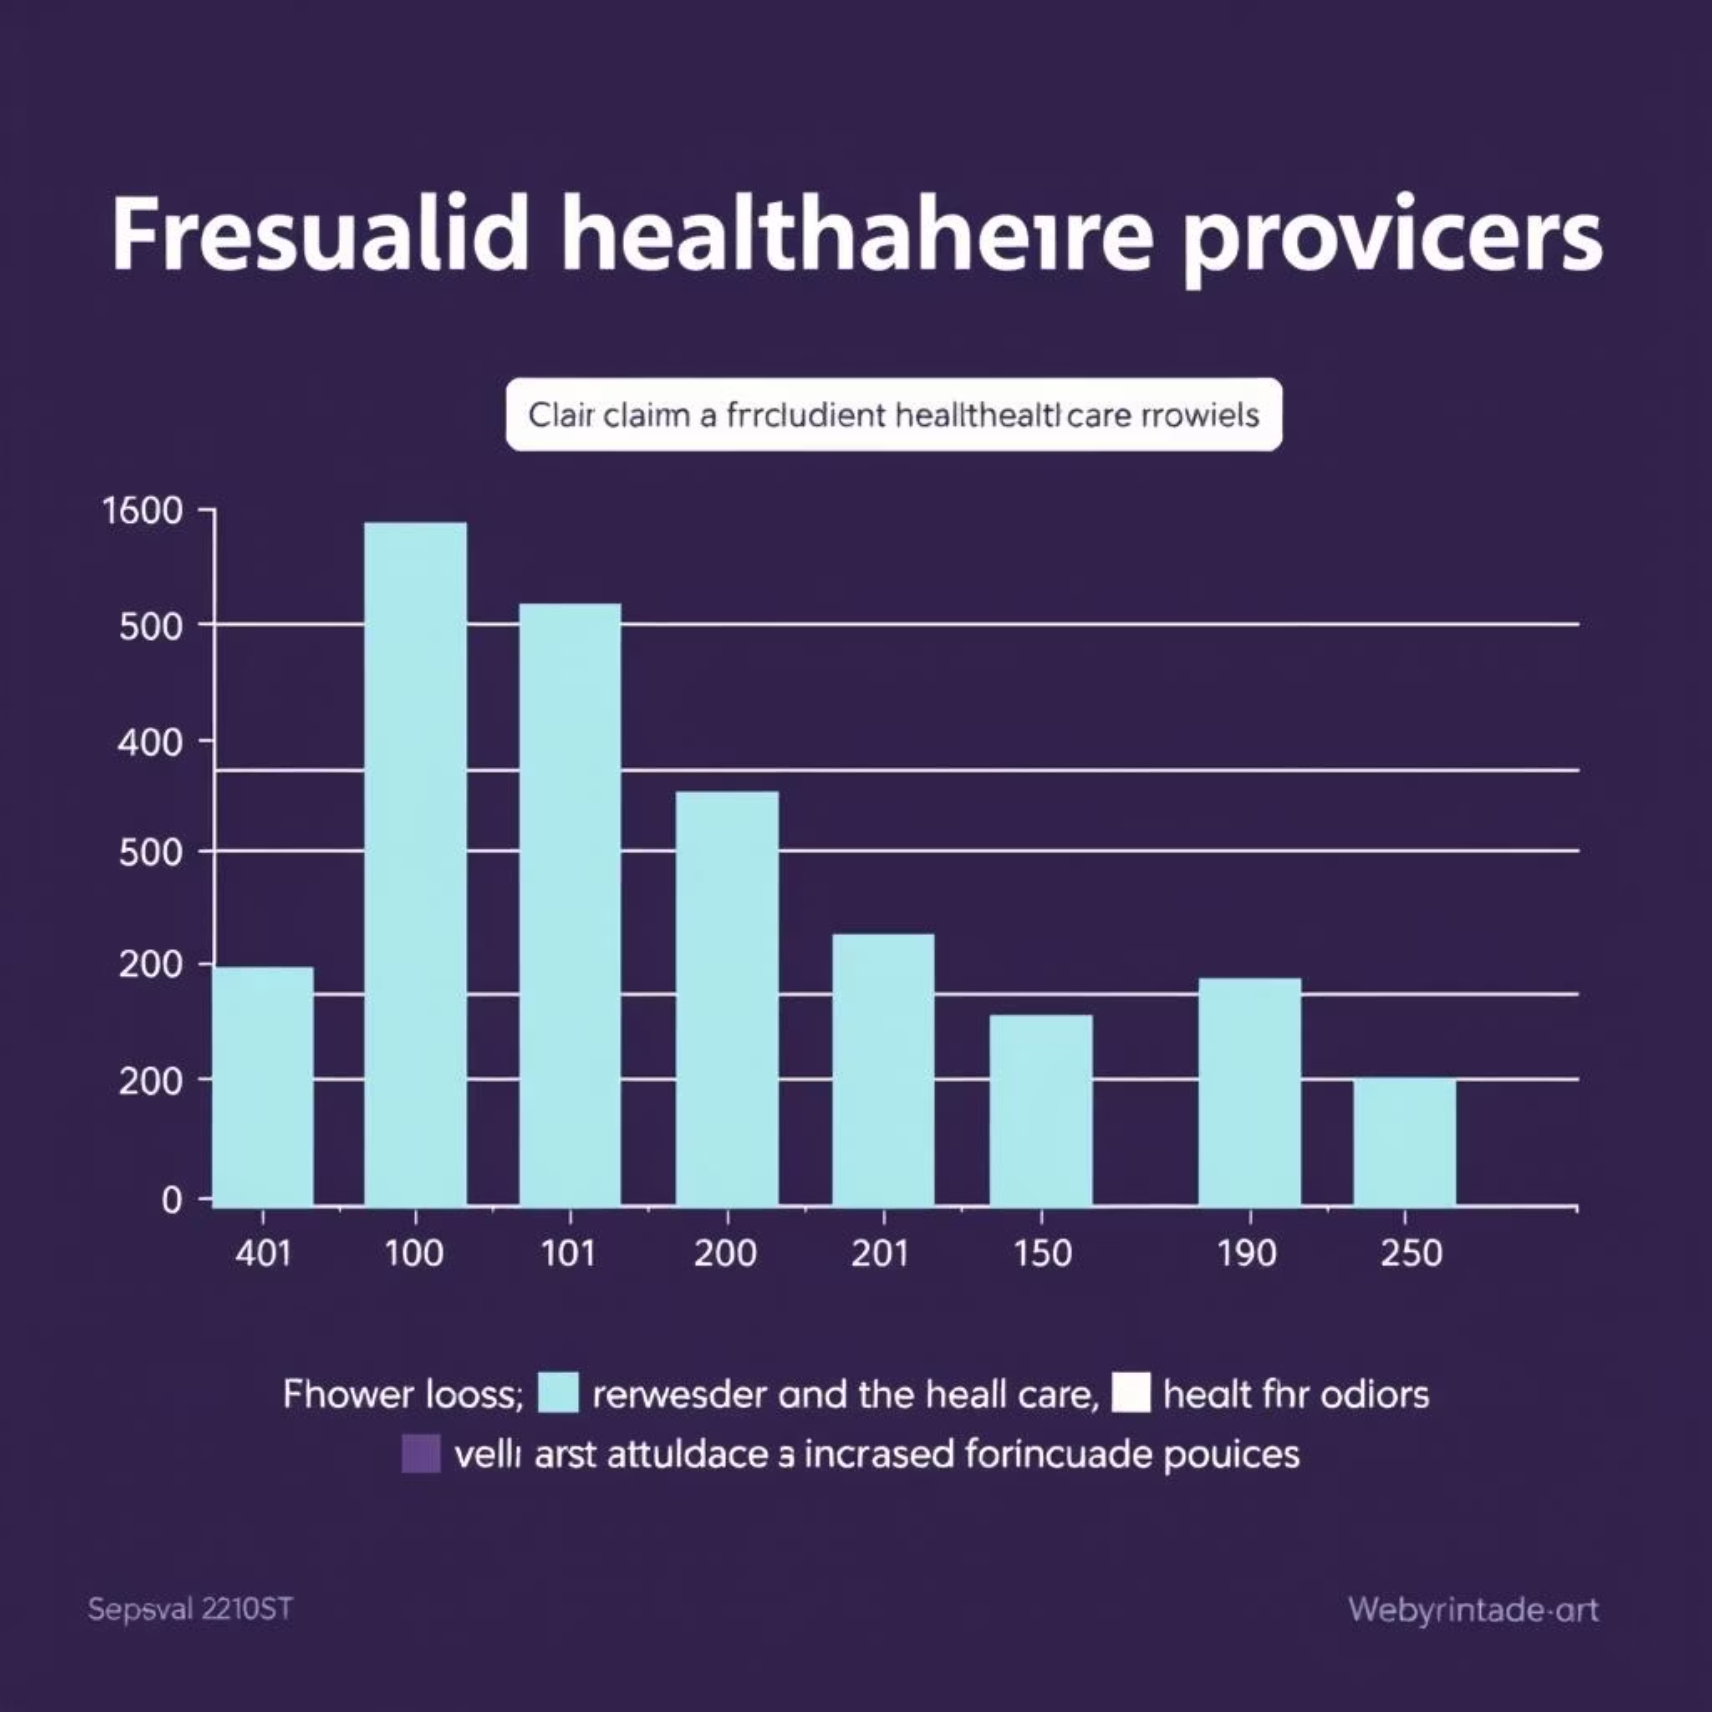 Fresualid healthaheıre provicers
Clair claim a frrcludient heallthealtl care rrowiels
1600
500
400
500
200
200
0
401 100 101 200 201 150 190 250
Fhower looss; rerwesder and the heall care, healt fhr odiors
vellı arst attuldace a incrased forincuade pouices
Sepsval 2210ST
Webyrintade·art